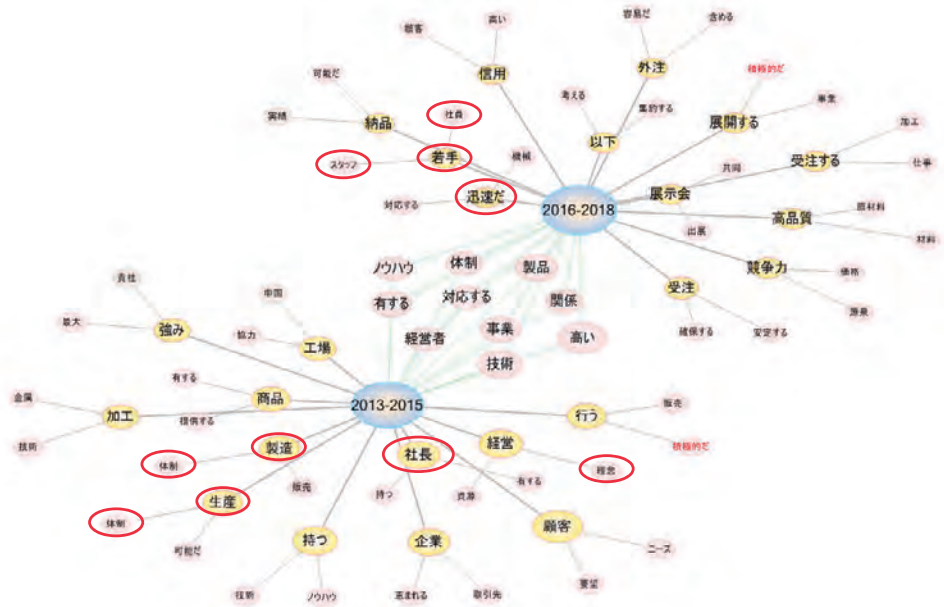 高い
顧客
信用
容易だ
含める
外注
可能だ
実績
納品
社員
スタッフ
若手
機械
考える
集約する
以下
積極的だ
事業
展開する
加工
受注する
仕事
対応する
迅速だ
2016-2018
共同
展示会
出展
原材料
高品質
材料
競争力
価格
源泉
受注
確保する
安定する
ノウハウ
体制
製品
有する
対応する
関係
経営者
事業
高い
技術
貴社
最大
強み
中国
協力
工場
有する
商品
提供する
金属
加工
技術
2013-2015
行う
販売
積極的だ
製造
体制
販売
社長
持つ
有する
経営
資源
理念
生産
体制
可能だ
持つ
技術
ノウハウ
企業
恵まれる
取引先
顧客
ニーズ
要望